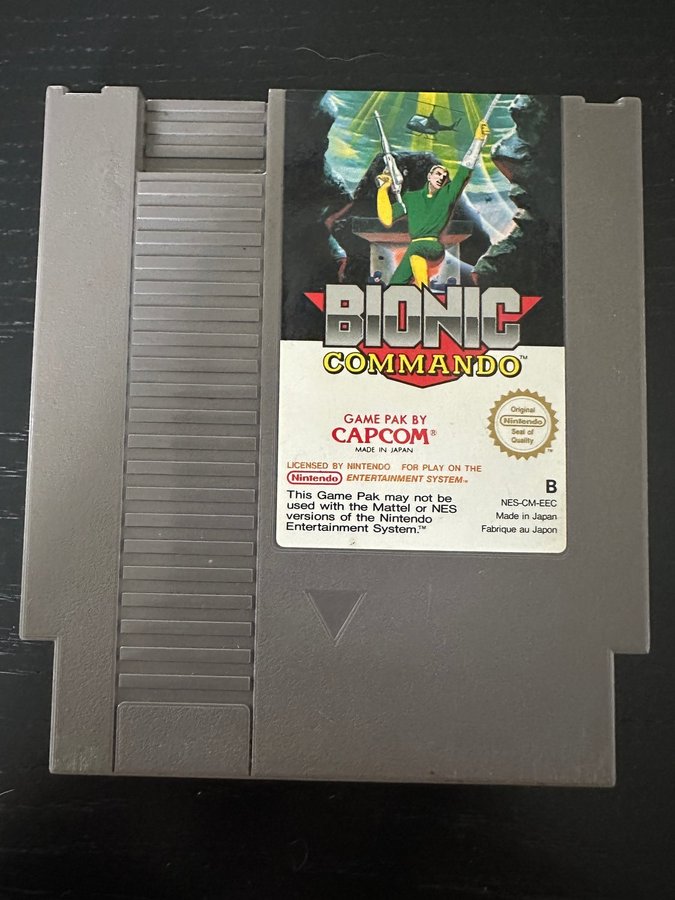 BIONIC
COMMANDO™
GAME PAK BY
CAPCOM®
MADE IN JAPAN
Original
Nintendo
Seal of
Quality
TM
LICENSED BY NINTENDO FOR PLAY ON THE
Nintendo ENTERTAINMENT SYSTEM™
This Game Pak may not be
used with the Mattel or NES
versions of the Nintendo
Entertainment System.™
B
NES-CM-EEC
Made in Japan
Fabriqué au Japon